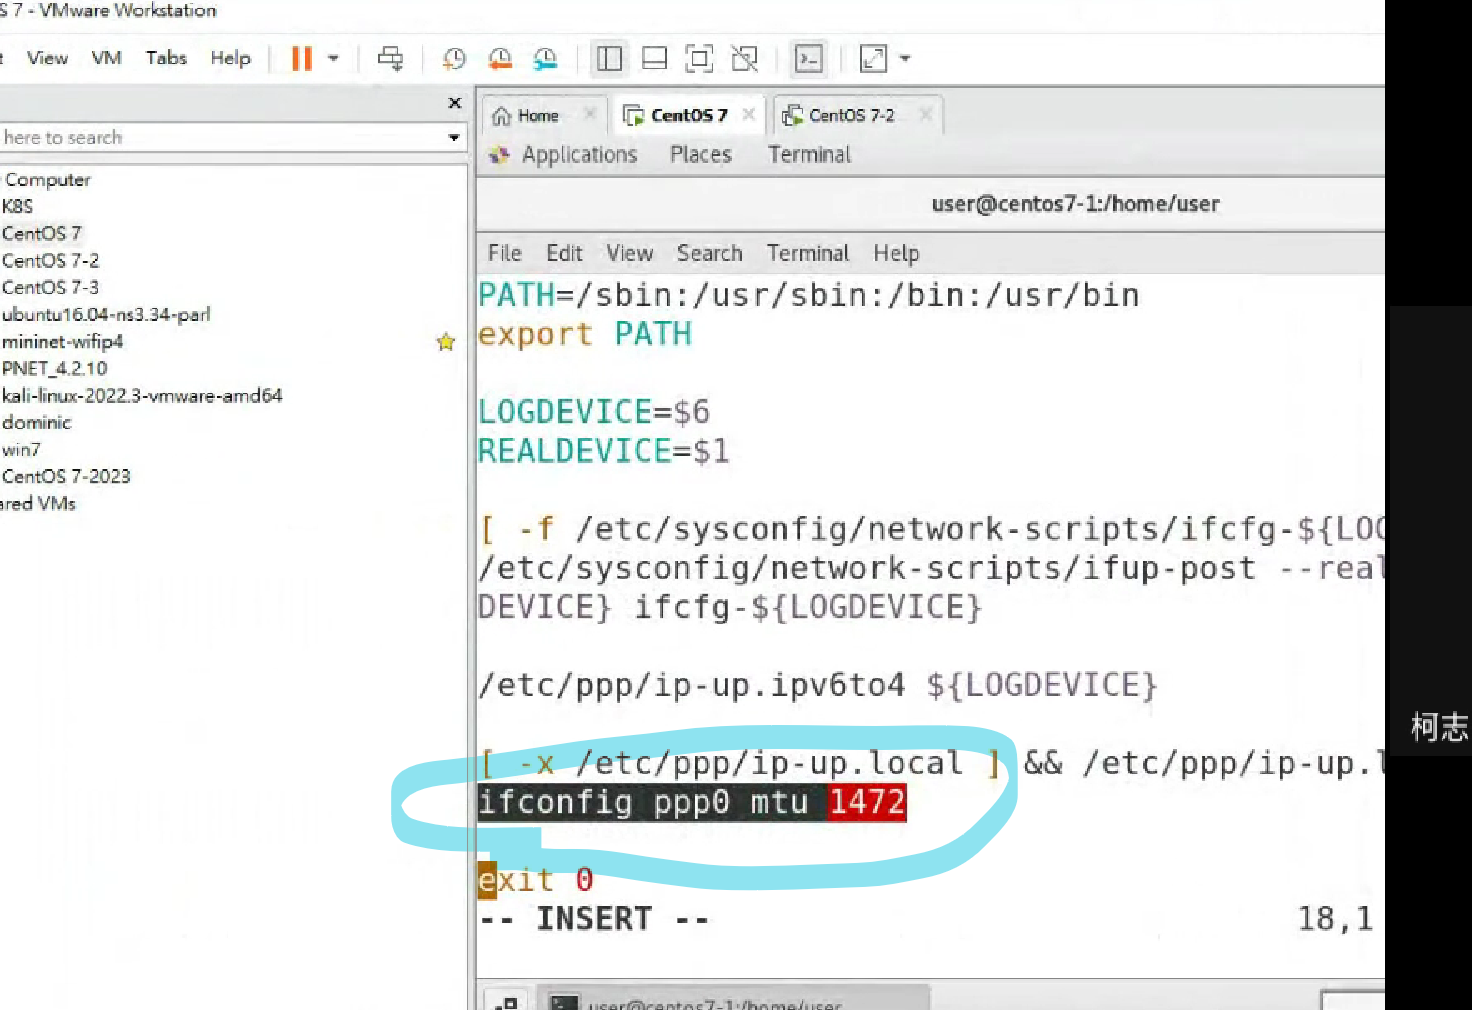 S 7 - VMware Workstation
t View VM Tabs Help
here to search
Computer
K8S
CentOS 7
CentOS 7-2
CentOS 7-3
ubuntu16.04-ns3.34-parl
mininet-wifip4
PNET_4.2.10
kali-linux-2022.3-vmware-amd64
dominic
win7
CentOS 7-2023
ared VMs
Home CentOS 7 CentOS 7-2
Applications Places Terminal
user@centos7-1:/home/user
File Edit View Search Terminal Help
PATH=/sbin:/usr/sbin:/bin:/usr/bin
export PATH
LOGDEVICE=$6
REALDEVICE=$1
[ -f /etc/sysconfig/network-scripts/ifcfg-${LOG
/etc/sysconfig/network-scripts/ifup-post --real
DEVICE} ifcfg-${LOGDEVICE}
/etc/ppp/ip-up.ipv6to4 ${LOGDEVICE}
[ -x /etc/ppp/ip-up.local ] && /etc/ppp/ip-up.l
ifconfig ppp0 mtu 1472
exit 0
-- INSERT -- 18,1
user@centos7-1:/home/user
柯志